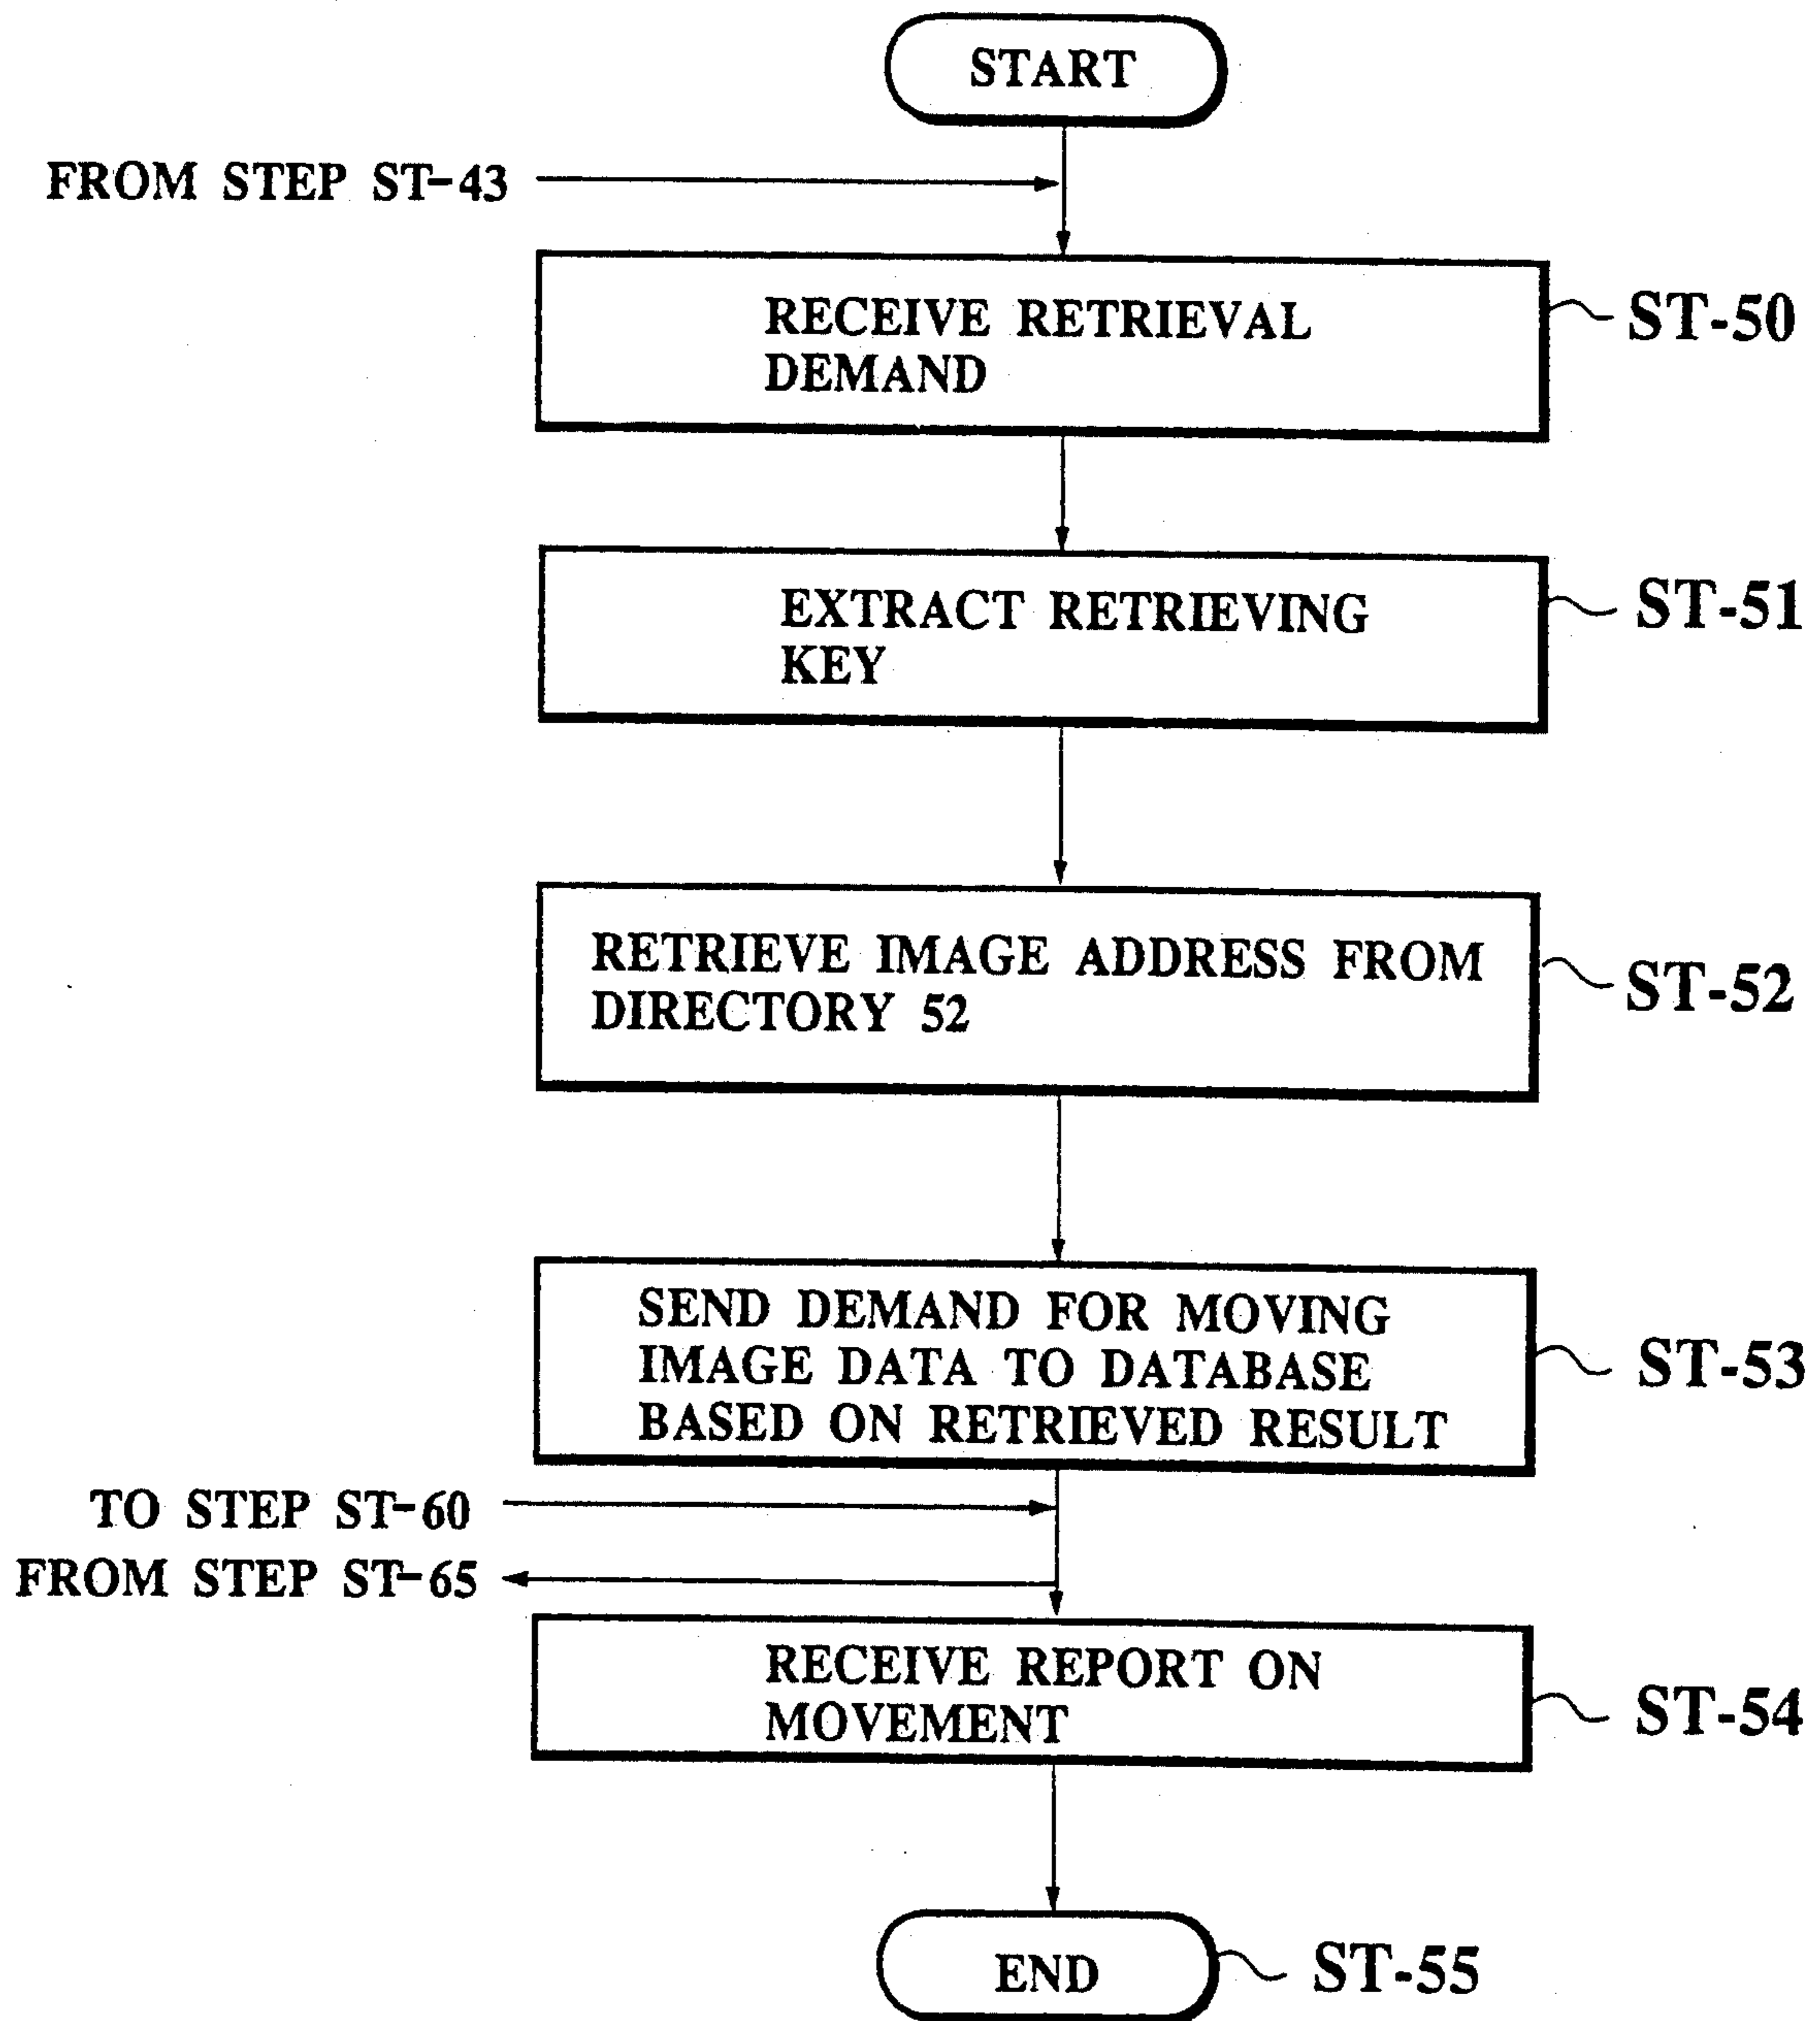 START
FROM STEP ST-43
RECEIVE RETRIEVAL
DEMAND
ST-50
EXTRACT RETRIEVING
KEY
ST-51
RETRIEVE IMAGE ADDRESS FROM
DIRECTORY 52
ST-52
SEND DEMAND FOR MOVING
IMAGE DATA TO DATABASE
BASED ON RETRIEVED RESULT
ST-53
TO STEP ST-60
FROM STEP ST-65
RECEIVE REPORT ON
MOVEMENT
ST-54
END
ST-55